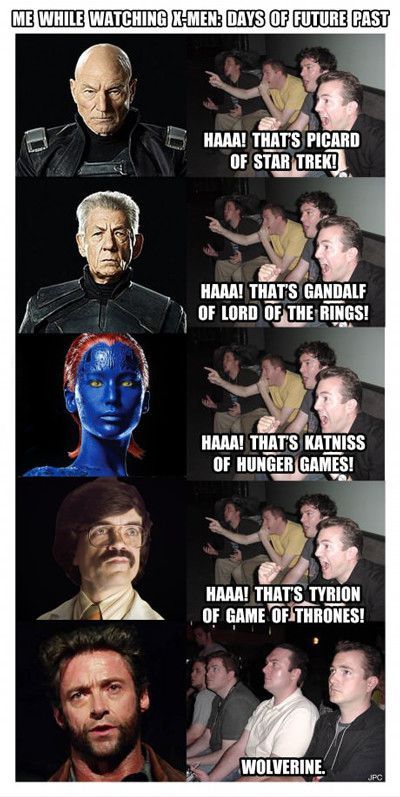 ME WHILE WATCHING X-MEN: DAYS OF FUTURE PAST
HAAA! THAT'S PICARD
OF STAR TREK!
HAAA! THAT'S GANDALF
OF LORD OF THE RINGS!
HAAA! THAT'S KATNISS
OF HUNGER GAMES!
HAAA! THAT'S TYRION
OF GAME OF THRONES!
WOLVERINE.
JPC